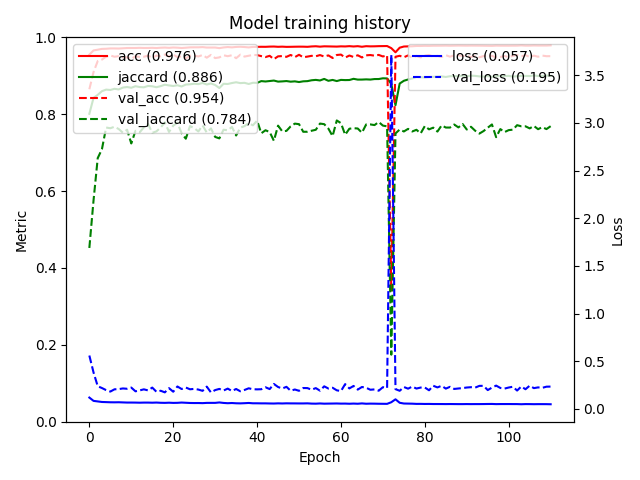 Model training history
1.0
0.8
0.6
0.4
0.2
0.0
Metric
acc (0.976)
jaccard (0.886)
val_acc (0.954)
val_jaccard (0.784)
loss (0.057)
val_loss (0.195)
3.5
3.0
2.5
2.0
1.5
1.0
0.5
0.0
Loss
0 20 40 60 80 100
Epoch